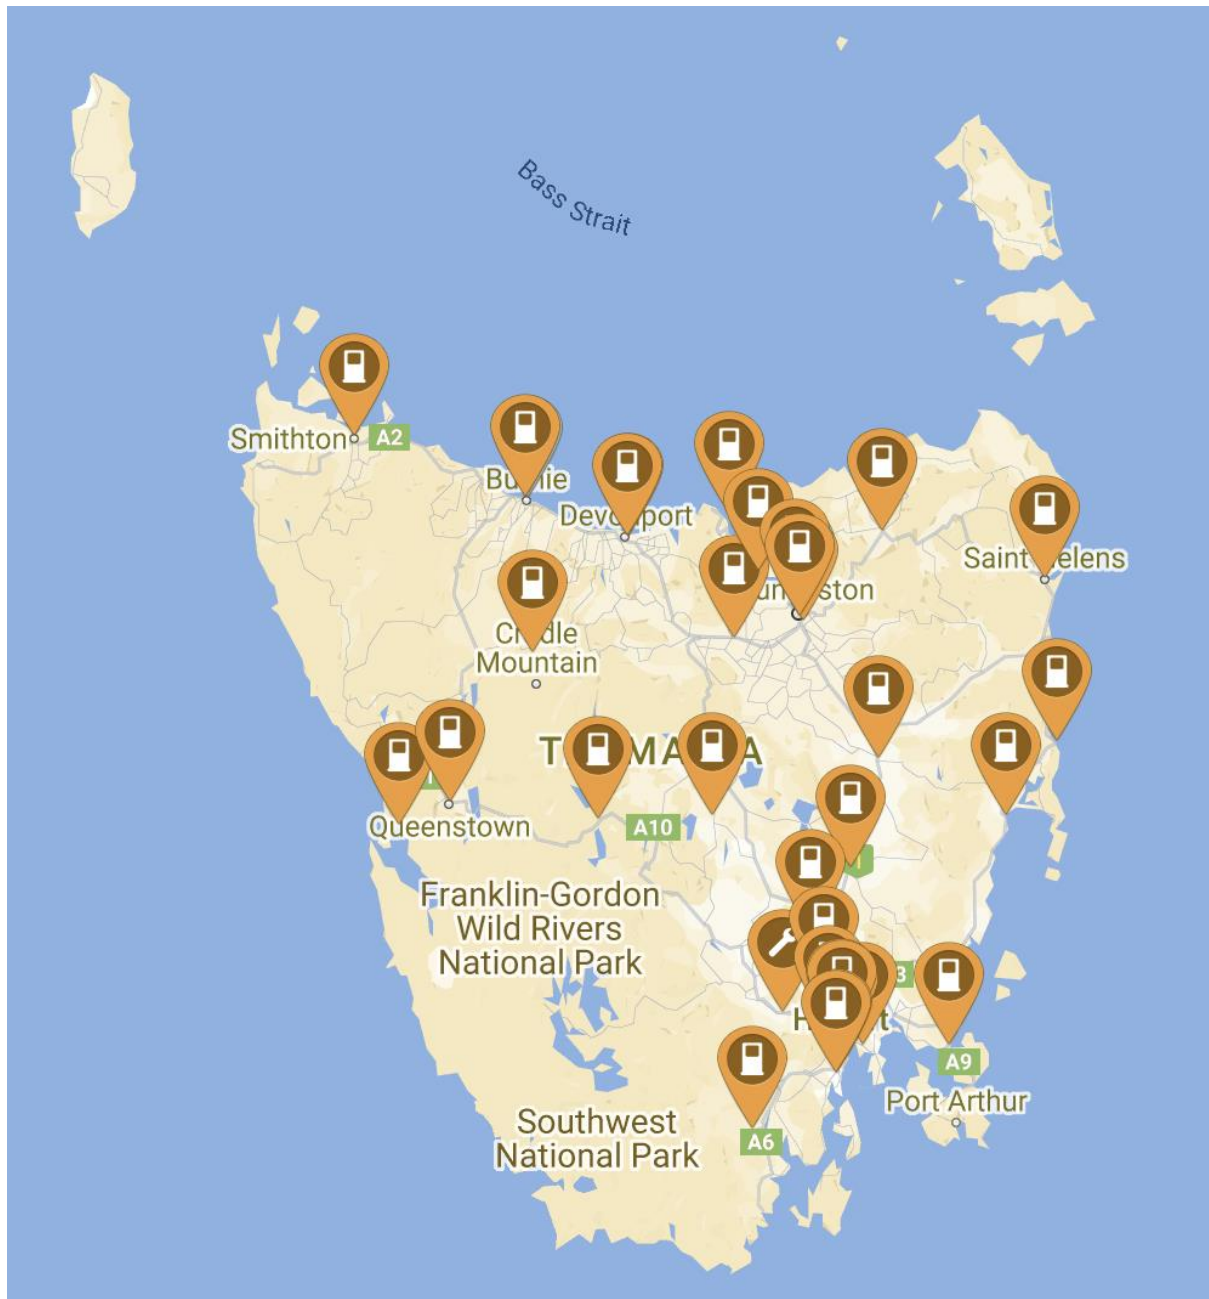 Bass Strait
Smithton
A2
Devonport
Saint Helens
Mountain
A10
Queenstown
Franklin-Gordon
Wild Rivers
National Park
A9
Port Arthur
Southwest
National Park
A6